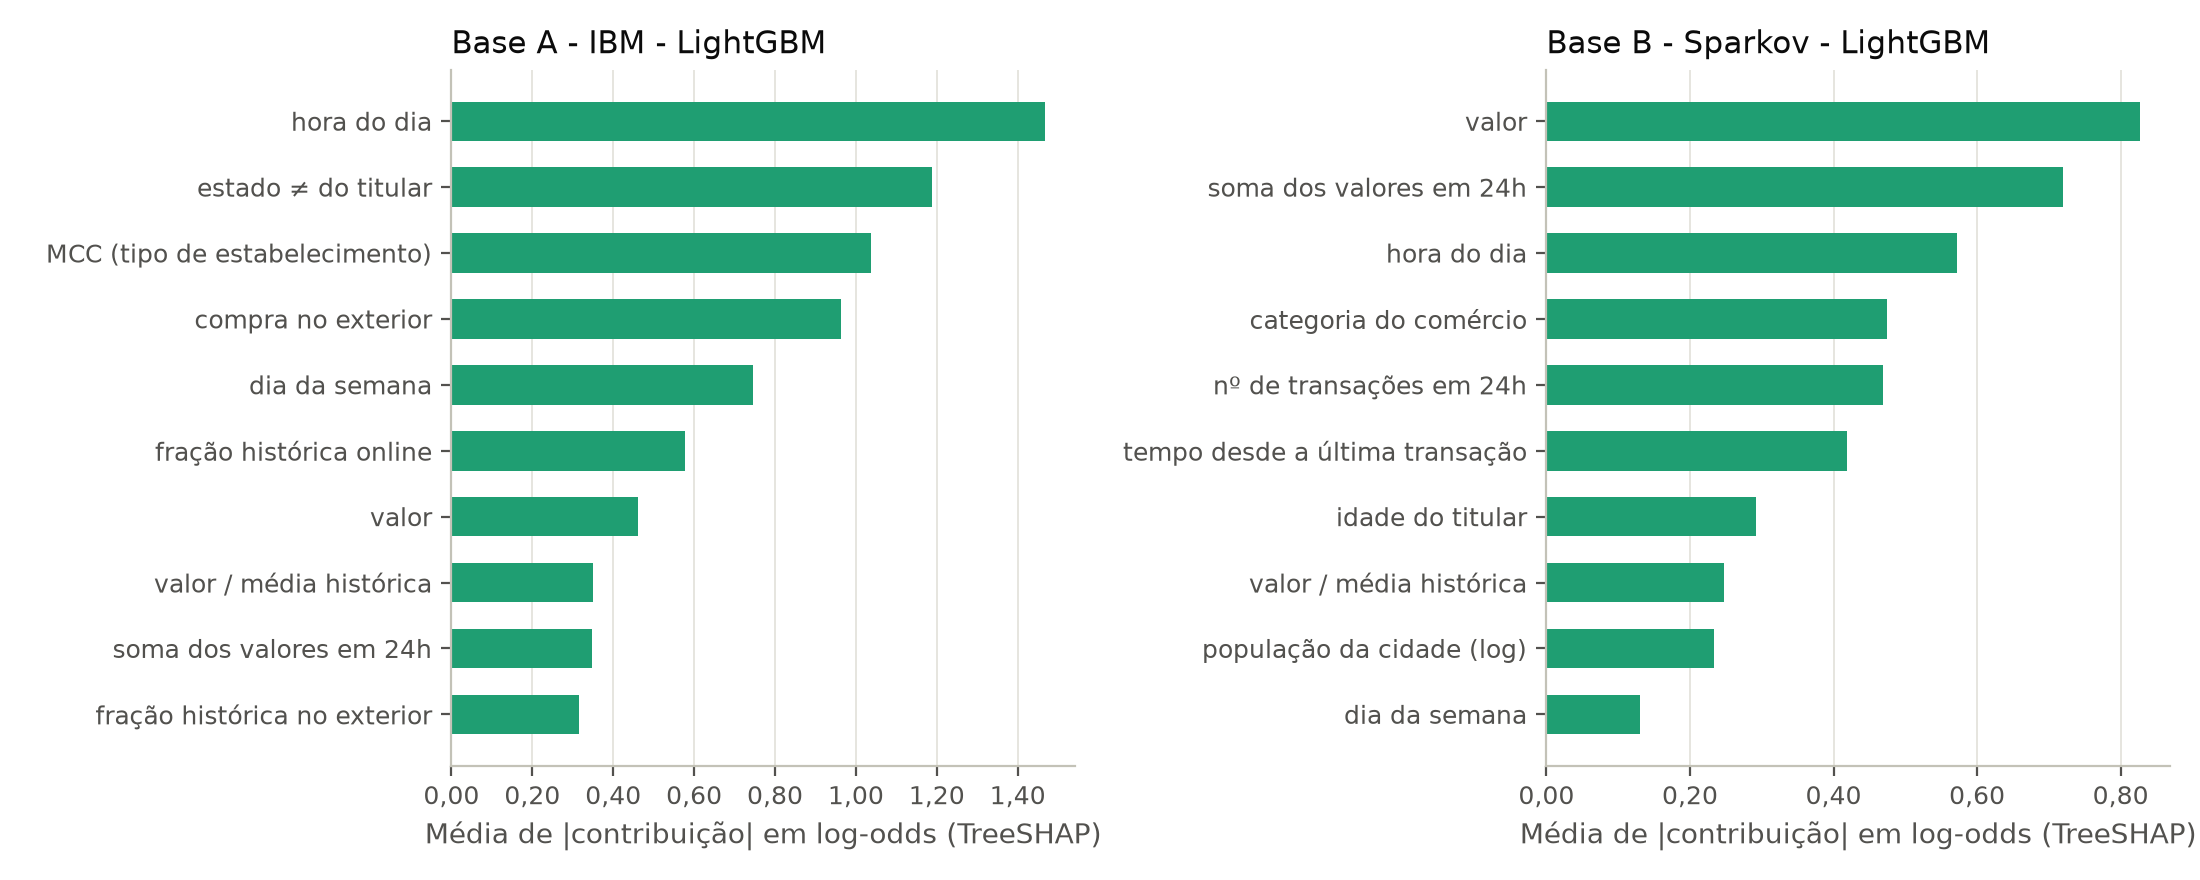 Base A - IBM - LightGBM
hora do dia
estado ≠ do titular
MCC (tipo de estabelecimento)
compra no exterior
dia da semana
fração histórica online
valor
valor / média histórica
soma dos valores em 24h
fração histórica no exterior
0,00 0,20 0,40 0,60 0,80 1,00 1,20 1,40
Média de |contribuição| em log-odds (TreeSHAP)
Base B - Sparkov - LightGBM
valor
soma dos valores em 24h
hora do dia
categoria do comércio
nº de transações em 24h
tempo desde a última transação
idade do titular
valor / média histórica
população da cidade (log)
dia da semana
0,00 0,20 0,40 0,60 0,80
Média de |contribuição| em log-odds (TreeSHAP)